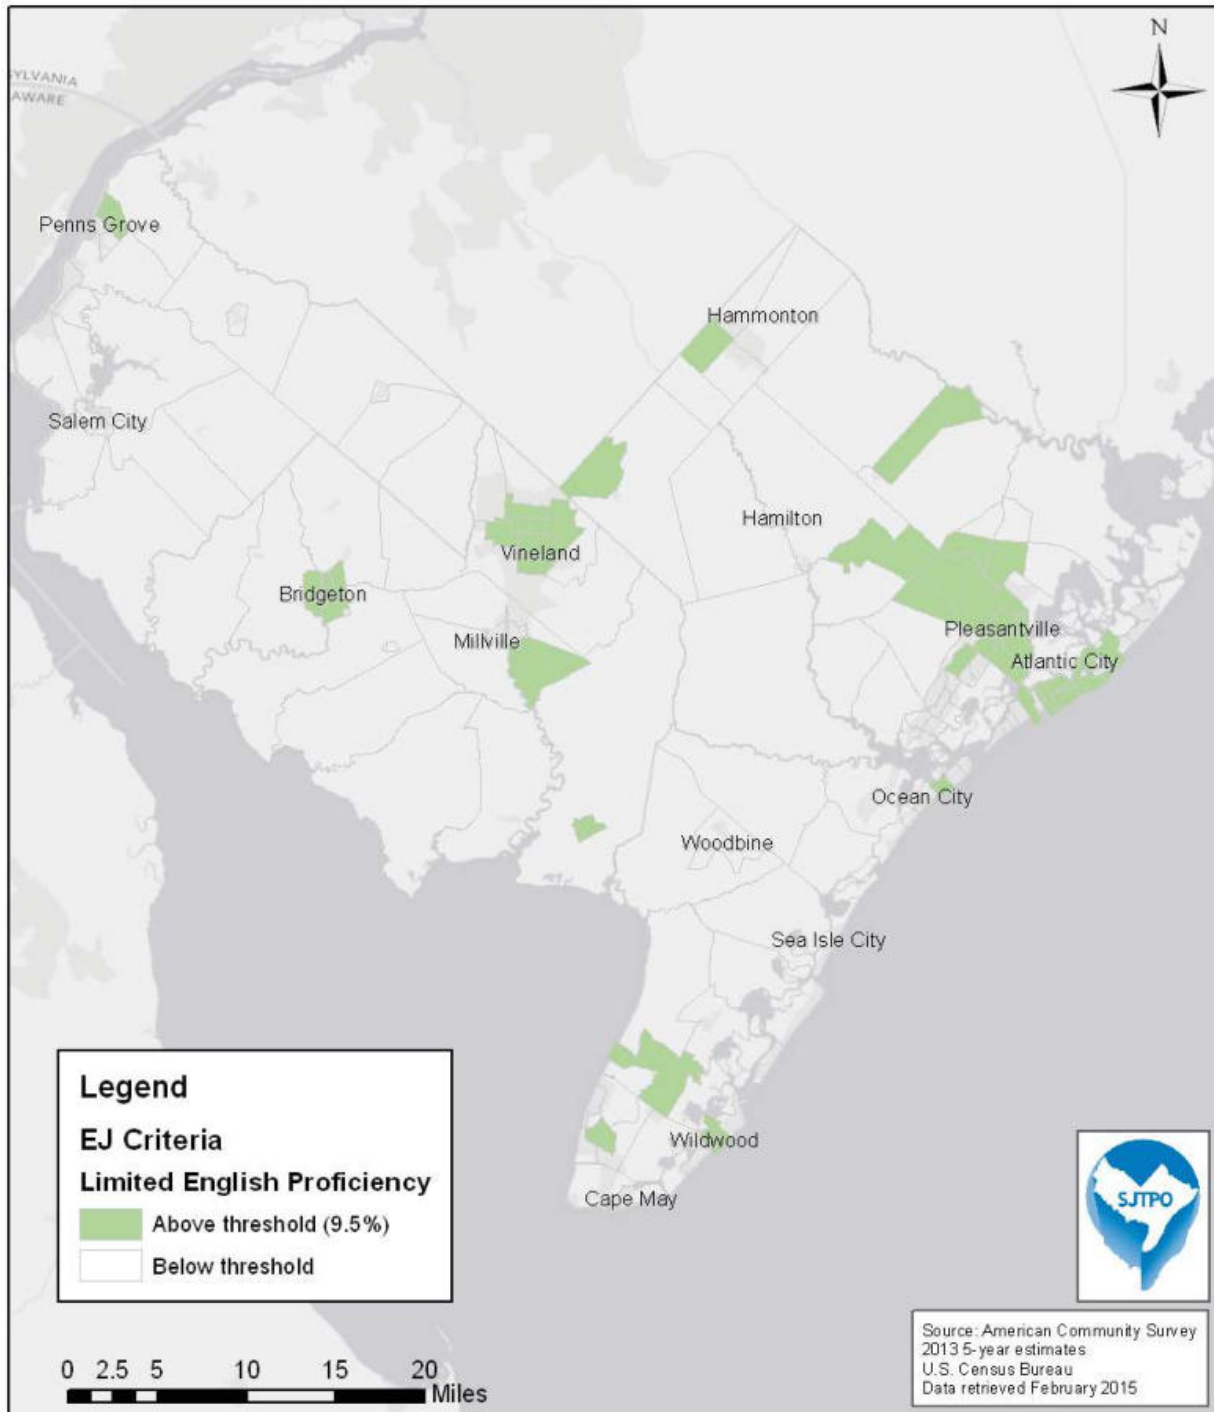 N
SYLVANIA
AWARE
Penns Grove
Hammonton
Salem City
Hamilton
Vineland
Bridgeton
Pleasantville
Millville
Atlantic City
Ocean City
Woodbine
Sea Isle City
Wildwood
Cape May
Legend
EJ Criteria
Limited English Proficiency
Above threshold (9.5%)
Below threshold
SJTPO
Source: American Community Survey
2013 5-year estimates
U.S. Census Bureau
Data retrieved February 2015
0 2.5 5 10 15 20
Miles